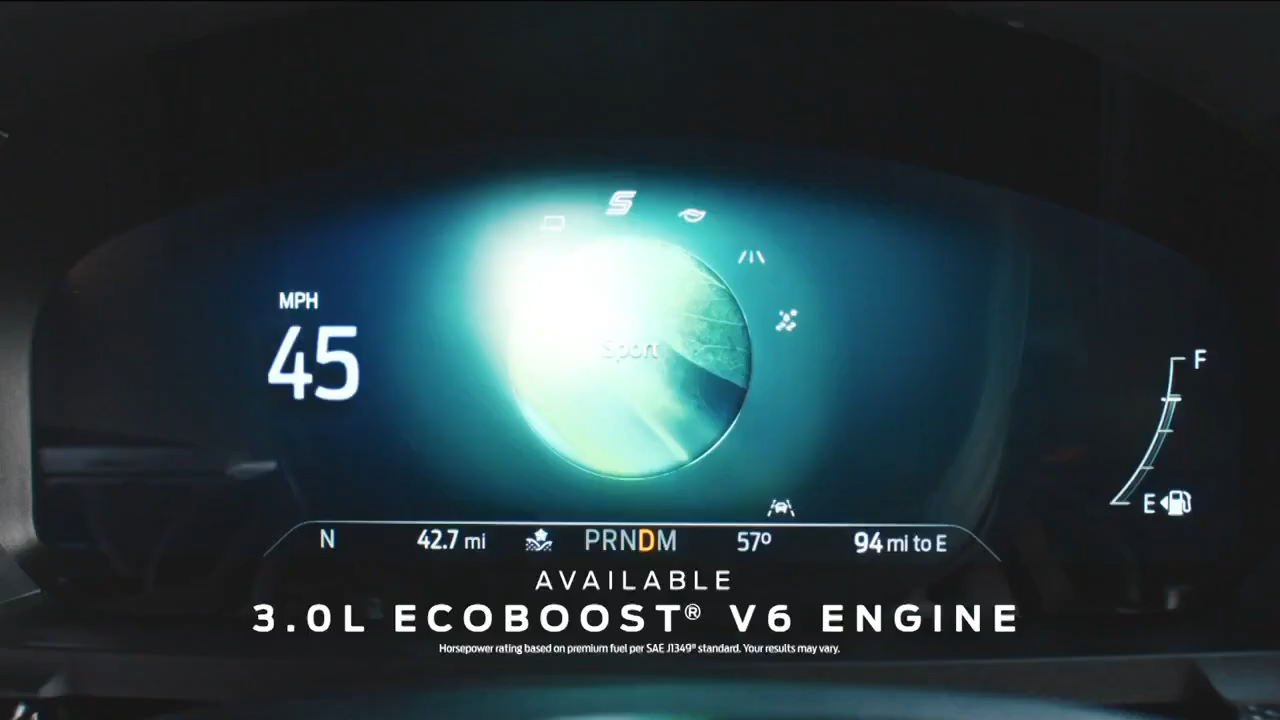 S
MPH
45
Sport
F
E
N 42.7 mi PRNDM 57º 94 mi to E
AVAILABLE
3.0L ECOBOOST® V6 ENGINE
Horsepower rating based on premium fuel per SAE J1349® standard. Your results may vary.